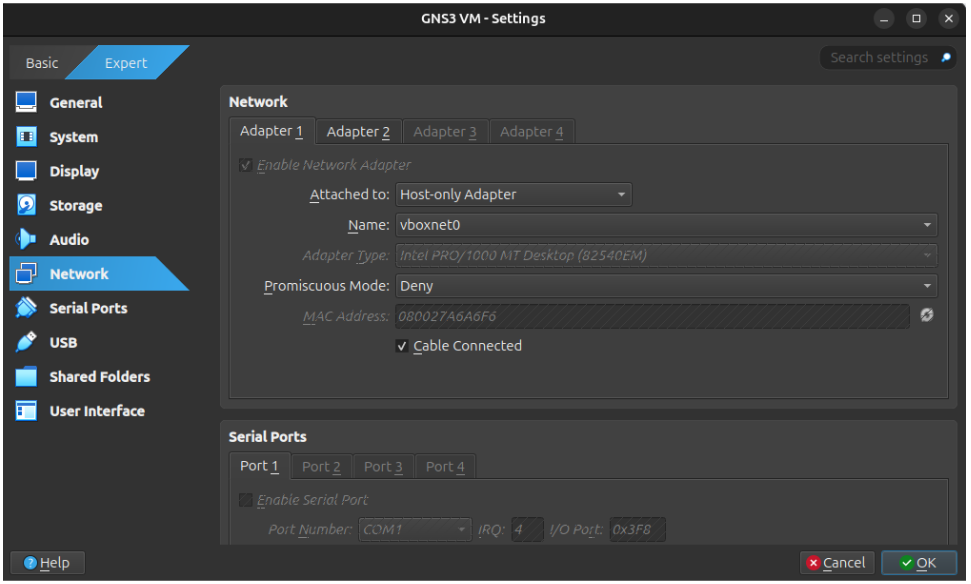 GNS3 VM - Settings
Basic Expert Search settings
General
System
Display
Storage
Audio
Network
Serial Ports
USB
Shared Folders
User Interface
Network
Adapter 1 Adapter 2 Adapter 3 Adapter 4
Enable Network Adapter
Attached to: Host-only Adapter
Name: vboxnet0
Adapter Type: Intel PRO/1000 MT Desktop (82540EM)
Promiscuous Mode: Deny
MAC Address: 080027A6A6F6
Cable Connected
Serial Ports
Port 1 Port 2 Port 3 Port 4
Enable Serial Port
Port Number: COM1 IRQ: 4 I/O Port: 0x3F8
Help Cancel OK